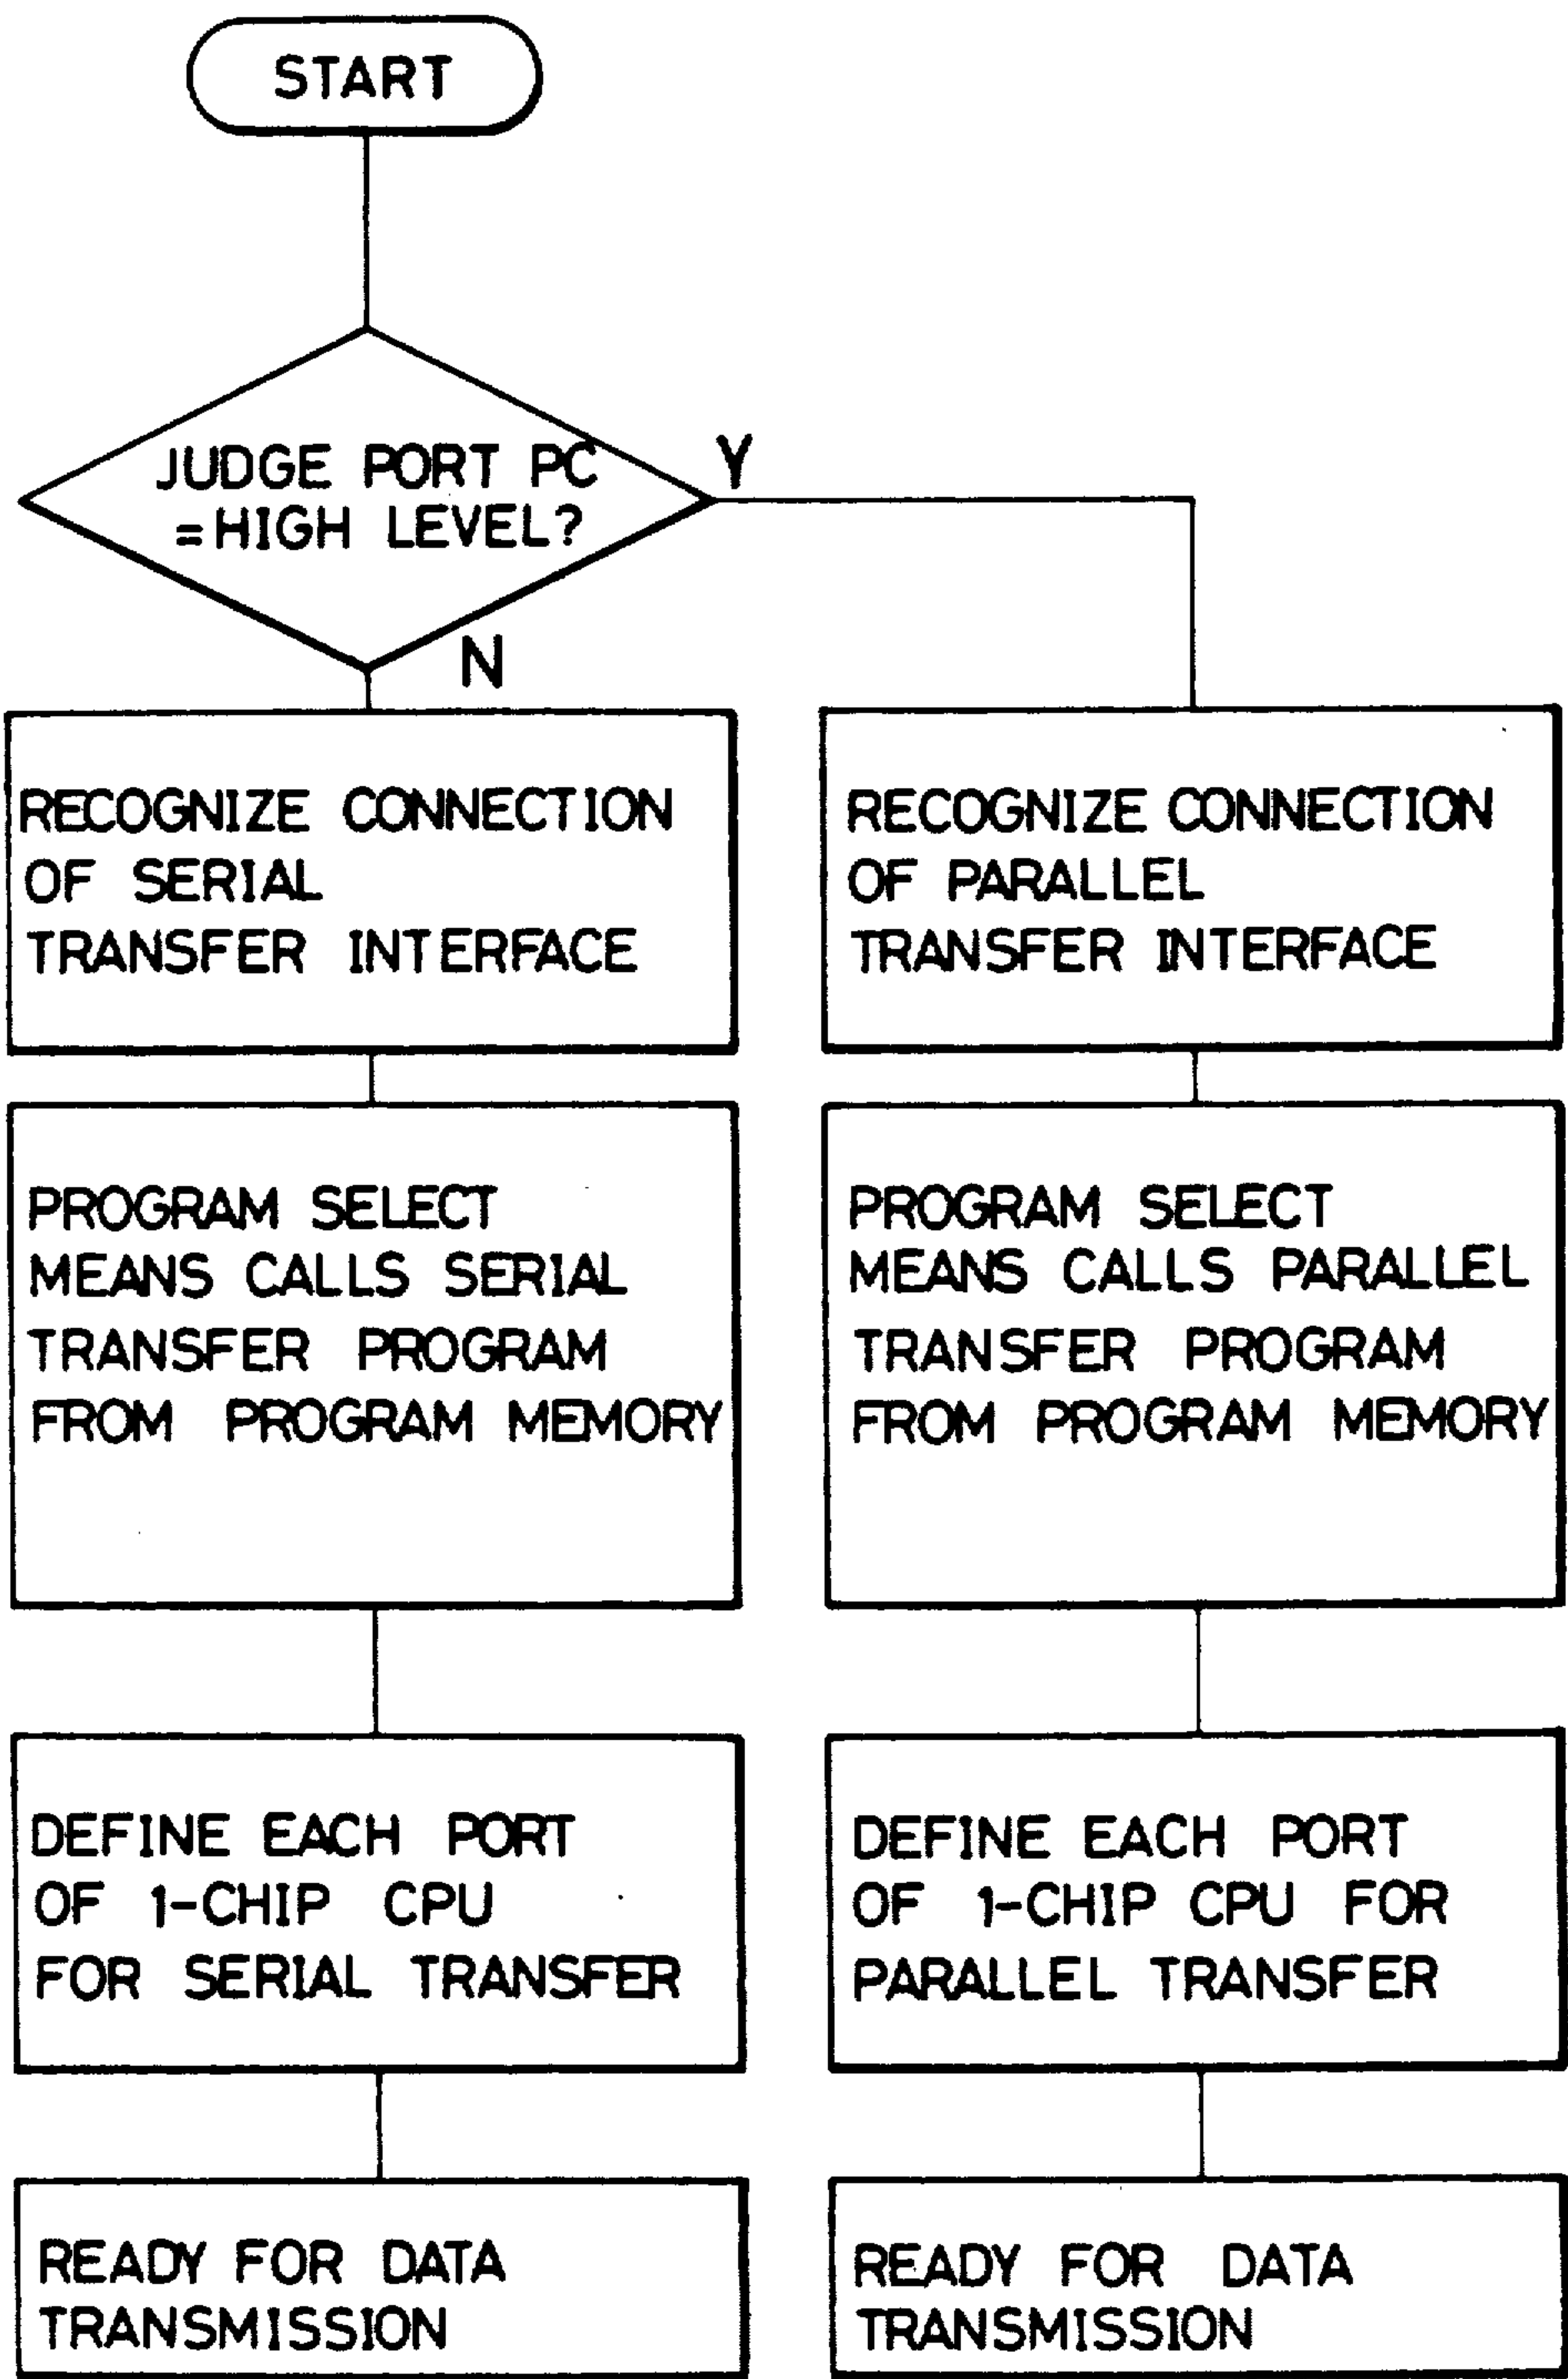 START
JUDGE PORT PC
=HIGH LEVEL?
Y
N
RECOGNIZE CONNECTION
OF SERIAL
TRANSFER INTERFACE
PROGRAM SELECT
MEANS CALLS SERIAL
TRANSFER PROGRAM
FROM PROGRAM MEMORY
DEFINE EACH PORT
OF 1-CHIP CPU
FOR SERIAL TRANSFER
READY FOR DATA
TRANSMISSION
RECOGNIZE CONNECTION
OF PARALLEL
TRANSFER INTERFACE
PROGRAM SELECT
MEANS CALLS PARALLEL
TRANSFER PROGRAM
FROM PROGRAM MEMORY
DEFINE EACH PORT
OF 1-CHIP CPU FOR
PARALLEL TRANSFER
READY FOR DATA
TRANSMISSION